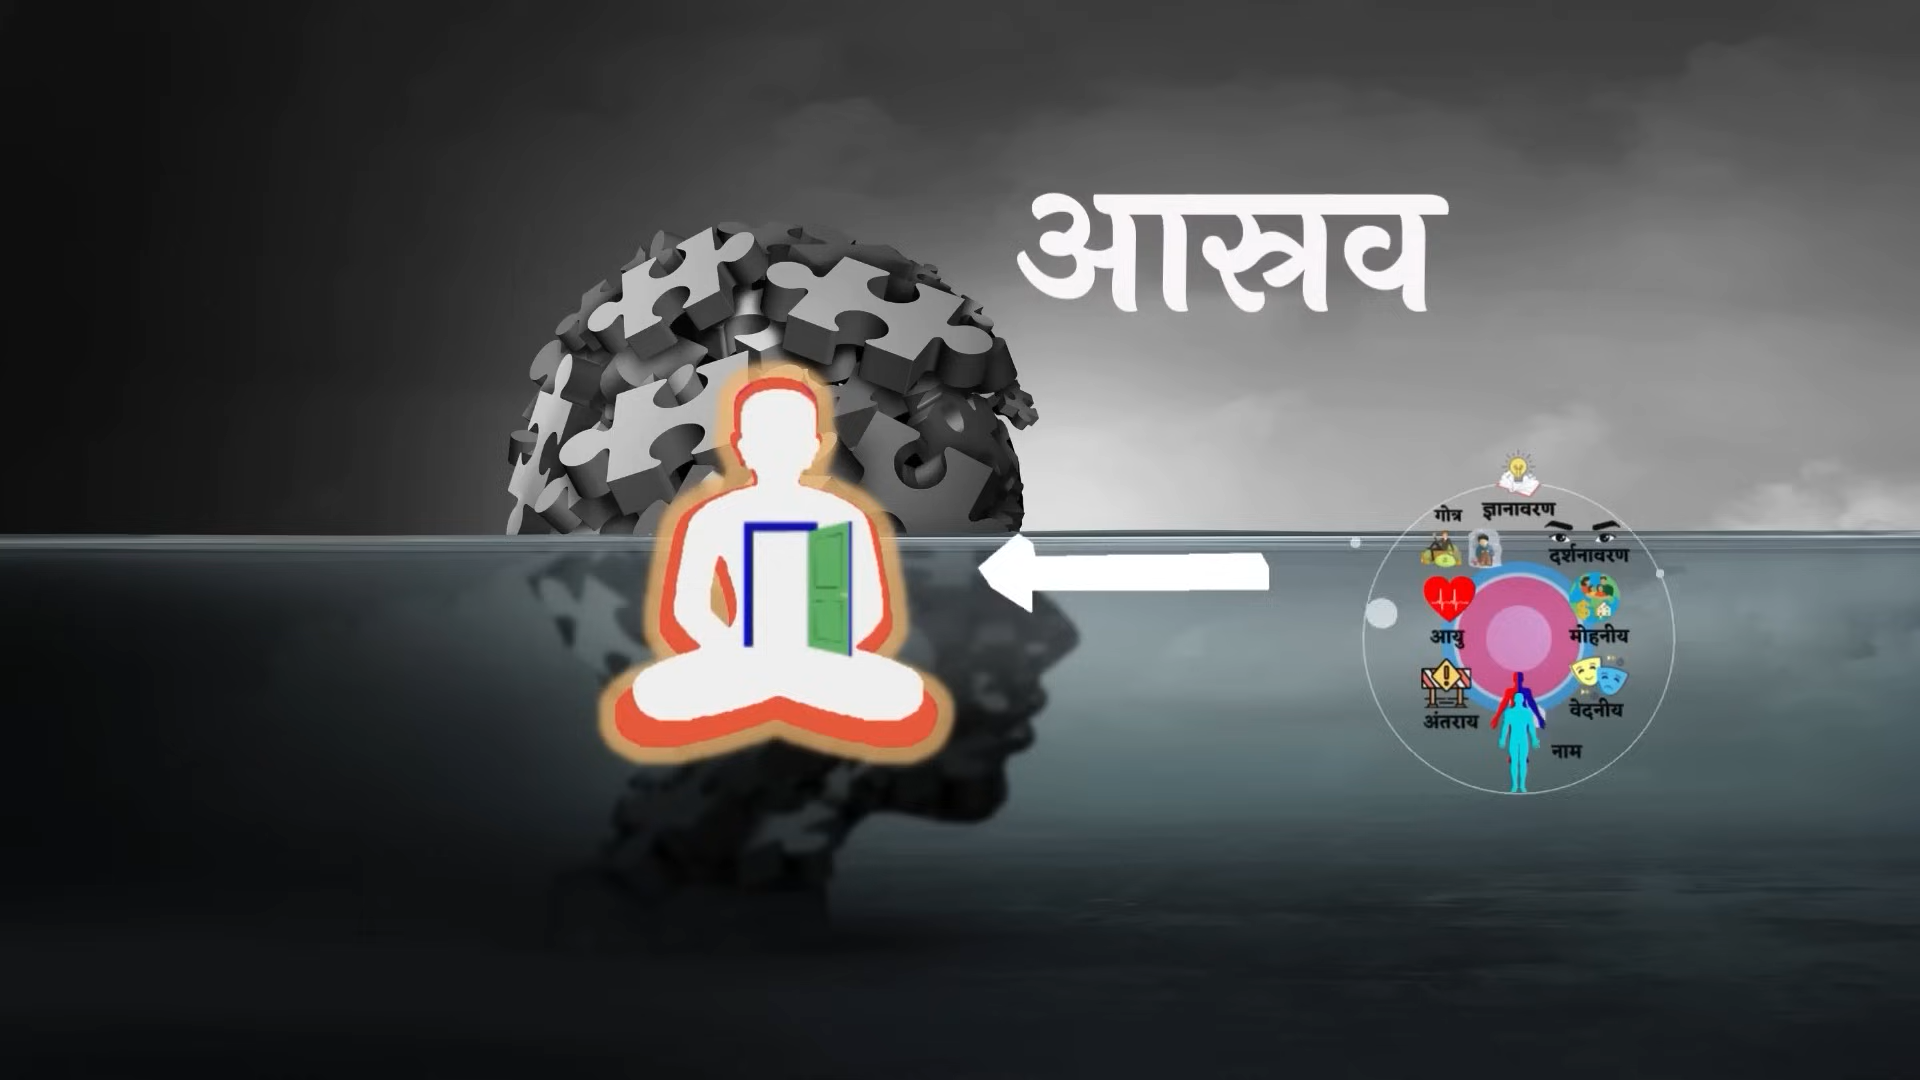 आस्रव
ज्ञानावरण
गोत्र
दर्शनावरण
आयु
मोहनीय
अंतराय
वेदनीय
नाम